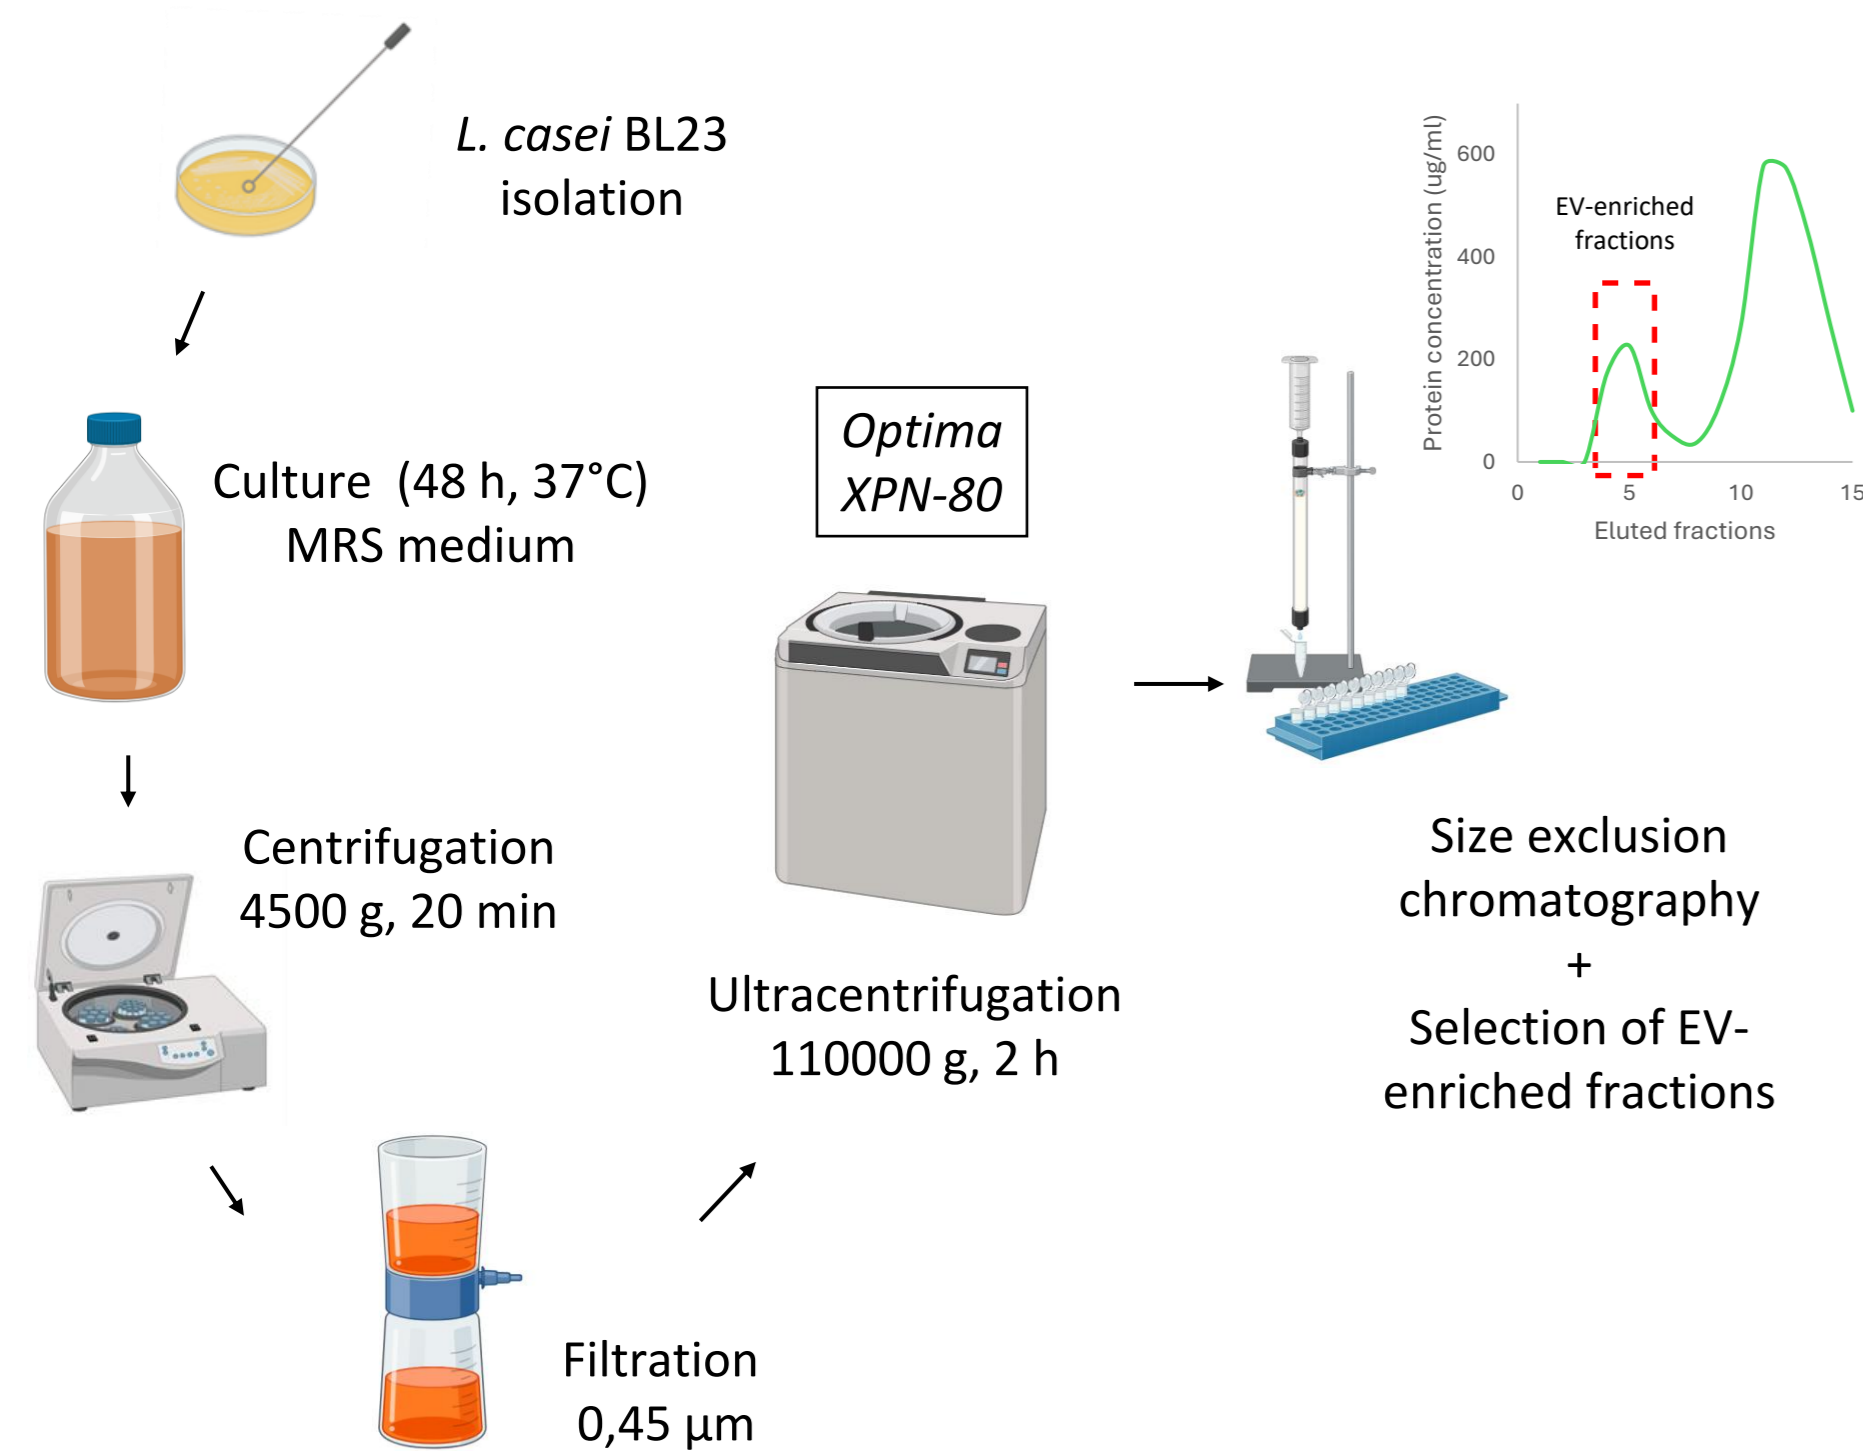 L. casei BL23
isolation
Culture  (48 h, 37°C)
MRS medium
Centrifugation
4500 g, 20 min
Filtration
0,45 µm
Optima
XPN-80
Ultracentrifugation
110000 g, 2 h
Protein concentration (ug/ml)
600
400
200
0
EV-enriched
fractions
0 5 10 15
Eluted fractions
Size exclusion
chromatography
+
Selection of EV-
enriched fractions